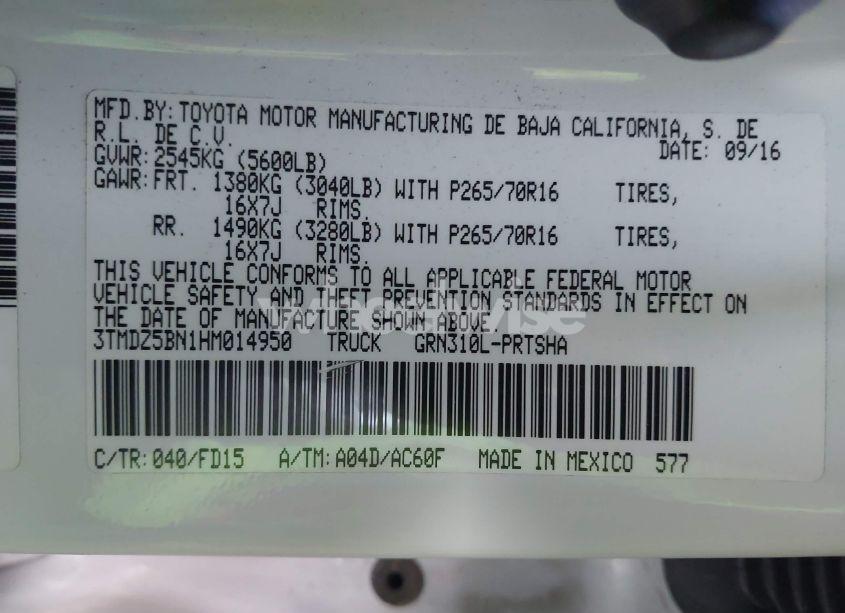 MFD.BY:TOYOTA MOTOR MANUFACTURING DE BAJA CALIFORNIA, S. DE
R.L. DE C.V. DATE: 09/16
GVWR:2545KG (5600LB)
GAWR:FRT. 1380KG (3040LB) WITH P265/70R16 TIRES,
16X7J RIMS.
RR. 1490KG (3280LB) WITH P265/70R16 TIRES,
16X7J RIMS.
THIS VEHICLE CONFORMS TO ALL APPLICABLE FEDERAL MOTOR
VEHICLE SAFETY AND THEFT PREVENTION STANDARDS IN EFFECT ON
THE DATE OF MANUFACTURE SHOWN ABOVE.
3TMDZ5BN1HM014950 TRUCK GRN310L-PRTSHA
C/TR:040/FD15 A/TM:A04D/AC60F MADE IN MEXICO 577